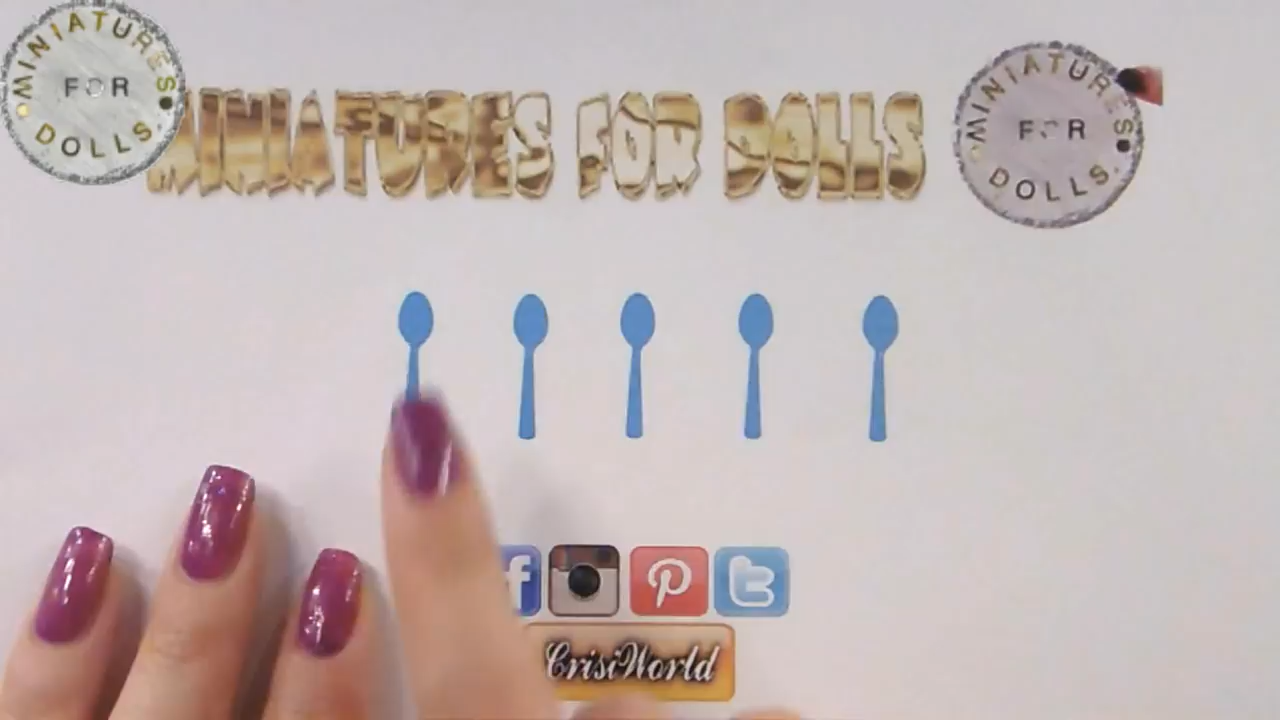 MINIATURES
FOR
DOLLS
MINIATURES FOR DOLLS
MINIATURES
FOR
DOLLS
f
CrisiWorld